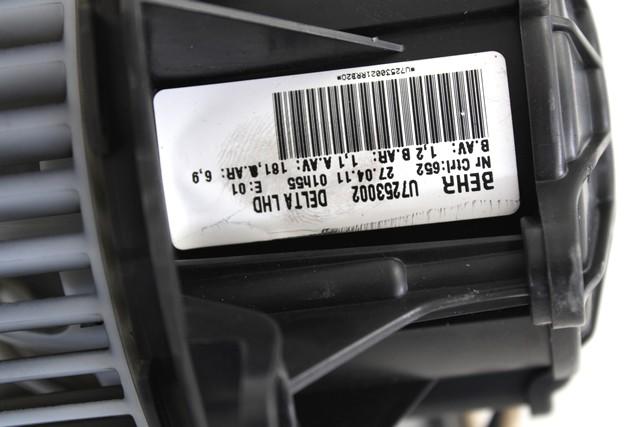 BEHR U7253002 DELTA LHD
27.04.11 01h55 E:01
Nr Ctrl:652
B.AV: 1,2 B.AR: 1,1 A.AV: 181, A.AR: 6,9